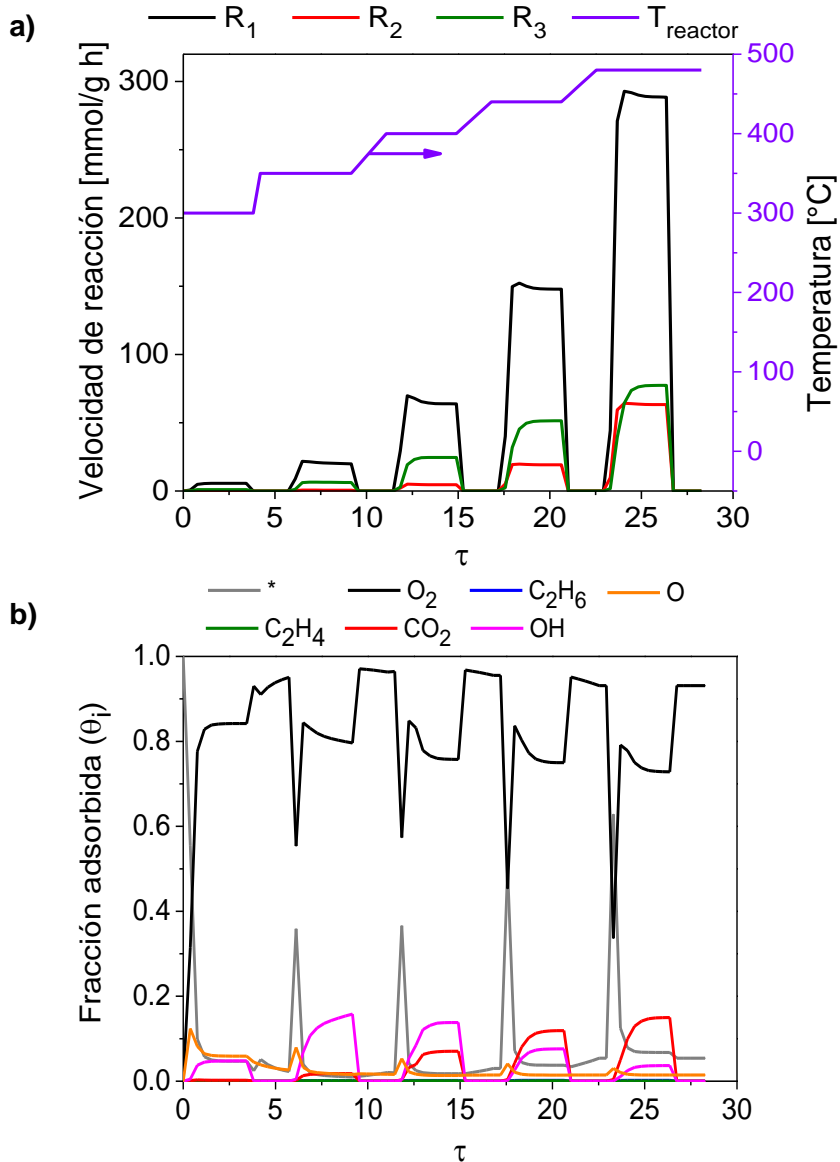 a)
R1 R2 R3 Treactor
Velocidad de reacción [mmol/g h]
Temperatura [°C]
300
200
100
0
500
400
300
200
100
0
0 5 10 15 20 25 30
τ
* O2 C2H6 O
b)
C2H4 CO2 OH
Fracción adsorbida (θi)
1.0
0.8
0.6
0.4
0.2
0.0
0 5 10 15 20 25 30
τ